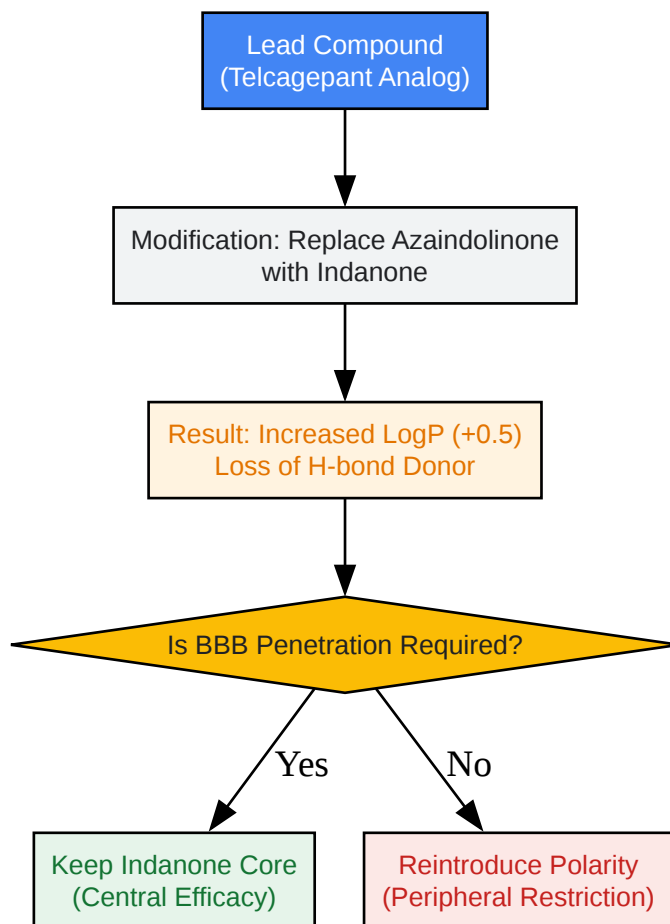 Lead Compound
(Telcagepant Analog)
Modification: Replace Azaindolinone
with Indanone
Result: Increased LogP (+0.5)
Loss of H-bond Donor
Is BBB Penetration Required?
Yes
No
Keep Indanone Core
(Central Efficacy)
Reintroduce Polarity
(Peripheral Restriction)